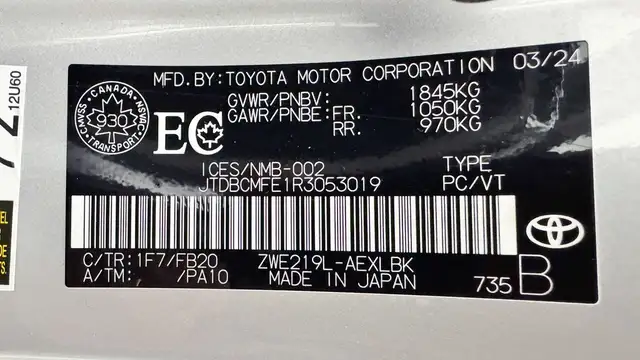 MFD. BY: TOYOTA MOTOR CORPORATION 03/24
CANADA
CMVSS NSVAC
930
EC
GVWR/PNBV: 1845KG
GAWR/PNBE: FR. 1050KG
RR. 970KG
ICES/NMB-002 TYPE
JTDBCMFE1R3053019 PC/VT
C/TR: 1F7/FB20 ZWE219L-AEXLBK
A/TM: /PA10 MADE IN JAPAN 735 B
12U60